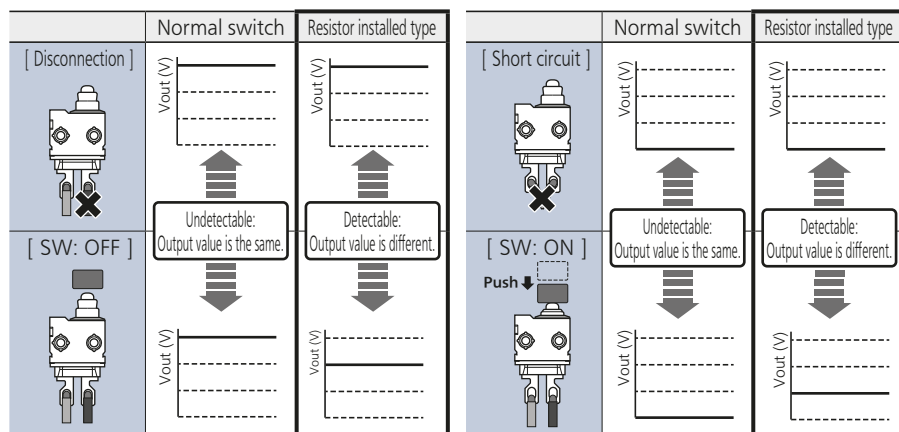 Normal switch
Resistor installed type
[ Disconnection ]
Vout (V)
Vout (V)
Undetectable:
Output value is the same.
Detectable:
Output value is different.
[ SW: OFF ]
Vout (V)
Vout (V)
Normal switch
Resistor installed type
[ Short circuit ]
Vout (V)
Vout (V)
Undetectable:
Output value is the same.
Detectable:
Output value is different.
[ SW: ON ]
Push
Vout (V)
Vout (V)